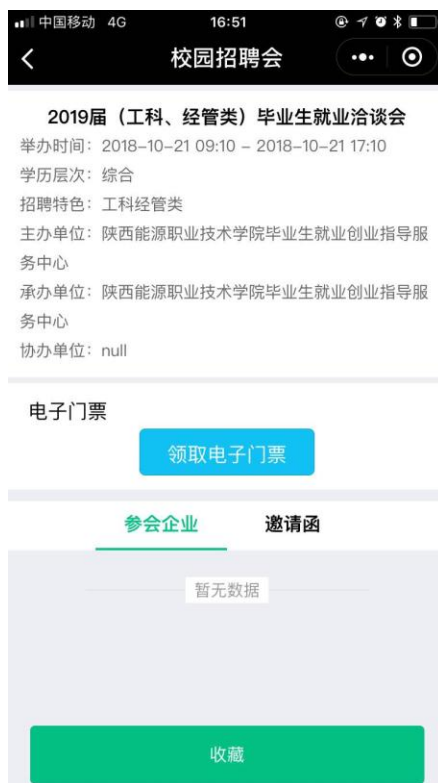 中国移动 4G 16:51
校园招聘会
2019届（工科、经管类）毕业生就业洽谈会
举办时间：2018-10-21 09:10 - 2018-10-21 17:10
学历层次：综合
招聘特色：工科经管类
主办单位：陕西能源职业技术学院毕业生就业创业指导服
务中心
承办单位：陕西能源职业技术学院毕业生就业创业指导服
务中心
协办单位：null
电子门票
领取电子门票
参会企业 邀请函
暂无数据
收藏